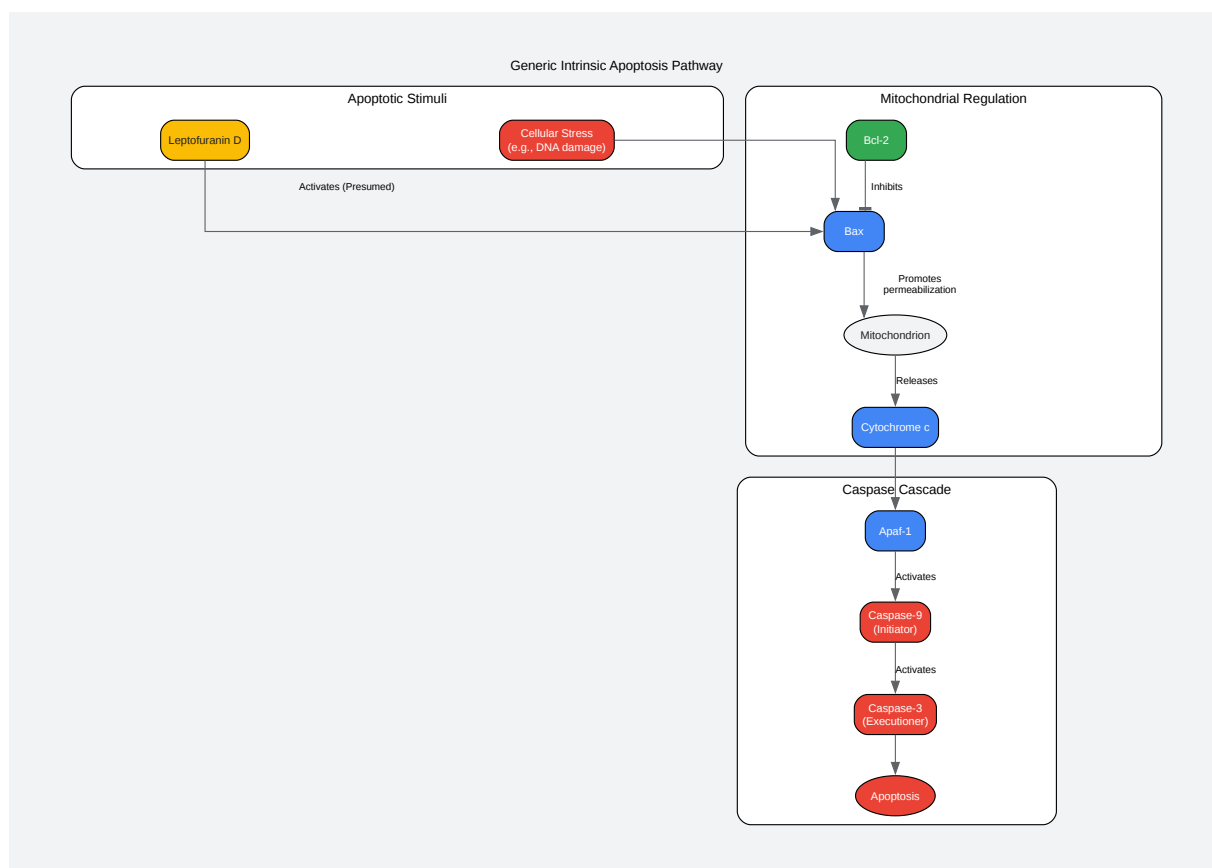 Generic Intrinsic Apoptosis Pathway
Apoptotic Stimuli
Leptofuranin D
Cellular Stress
(e.g., DNA damage)
Activates (Presumed)
Mitochondrial Regulation
Bcl-2
Inhibits
Bax
Promotes
permeabilization
Mitochondrion
Releases
Cytochrome c
Caspase Cascade
Apaf-1
Activates
Caspase-9
(Initiator)
Activates
Caspase-3
(Executioner)
Apoptosis